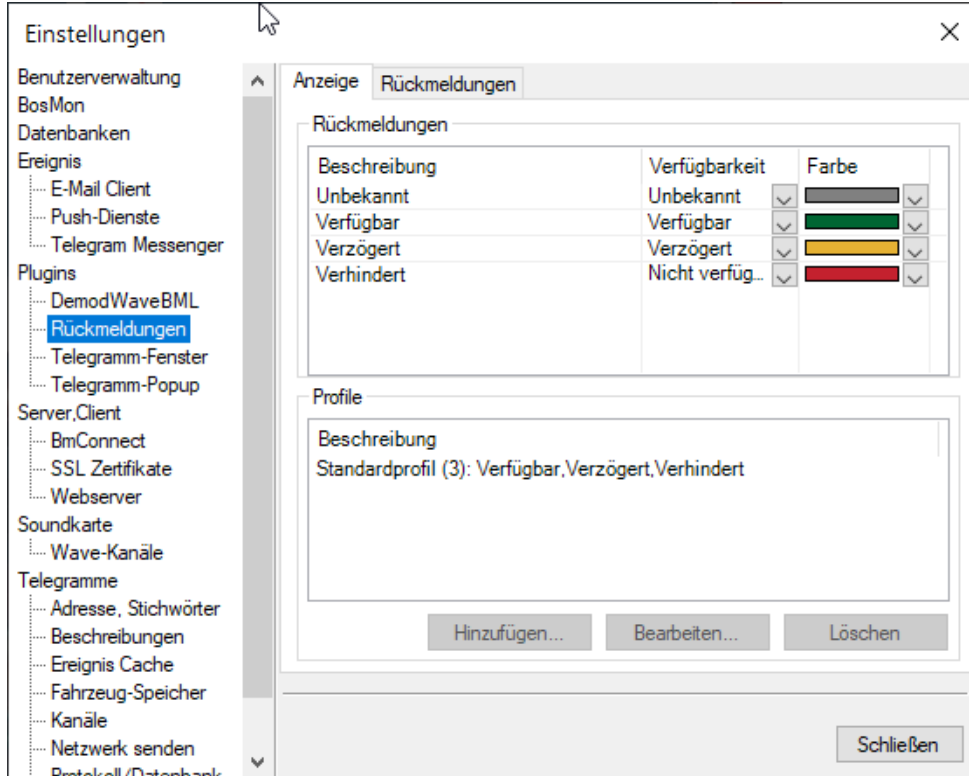 Einstellungen
Benutzerverwaltung
BosMon
Datenbanken
Ereignis
E-Mail Client
Push-Dienste
Telegram Messenger
Plugins
DemodWaveBML
Rückmeldungen
Telegramm-Fenster
Telegramm-Popup
Server,Client
BmConnect
SSL Zertifikate
Webserver
Soundkarte
Wave-Kanäle
Telegramme
Adresse, Stichwörter
Beschreibungen
Ereignis Cache
Fahrzeug-Speicher
Kanäle
Netzwerk senden
Protokoll/Datenbank
Anzeige Rückmeldungen
Rückmeldungen
Beschreibung Verfügbarkeit Farbe
Unbekannt Unbekannt
Verfügbar Verfügbar
Verzögert Verzögert
Verhindert Nicht verfüg...
Profile
Beschreibung
Standardprofil (3): Verfügbar,Verzögert,Verhindert
Hinzufügen... Bearbeiten... Löschen
Schließen